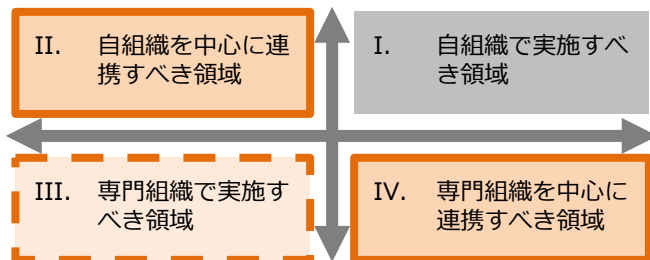 II. 自組織を中心に連
携すべき領域
I. 自組織で実施すべ
き領域
III. 専門組織で実施す
べき領域
IV. 専門組織を中心に
連携すべき領域